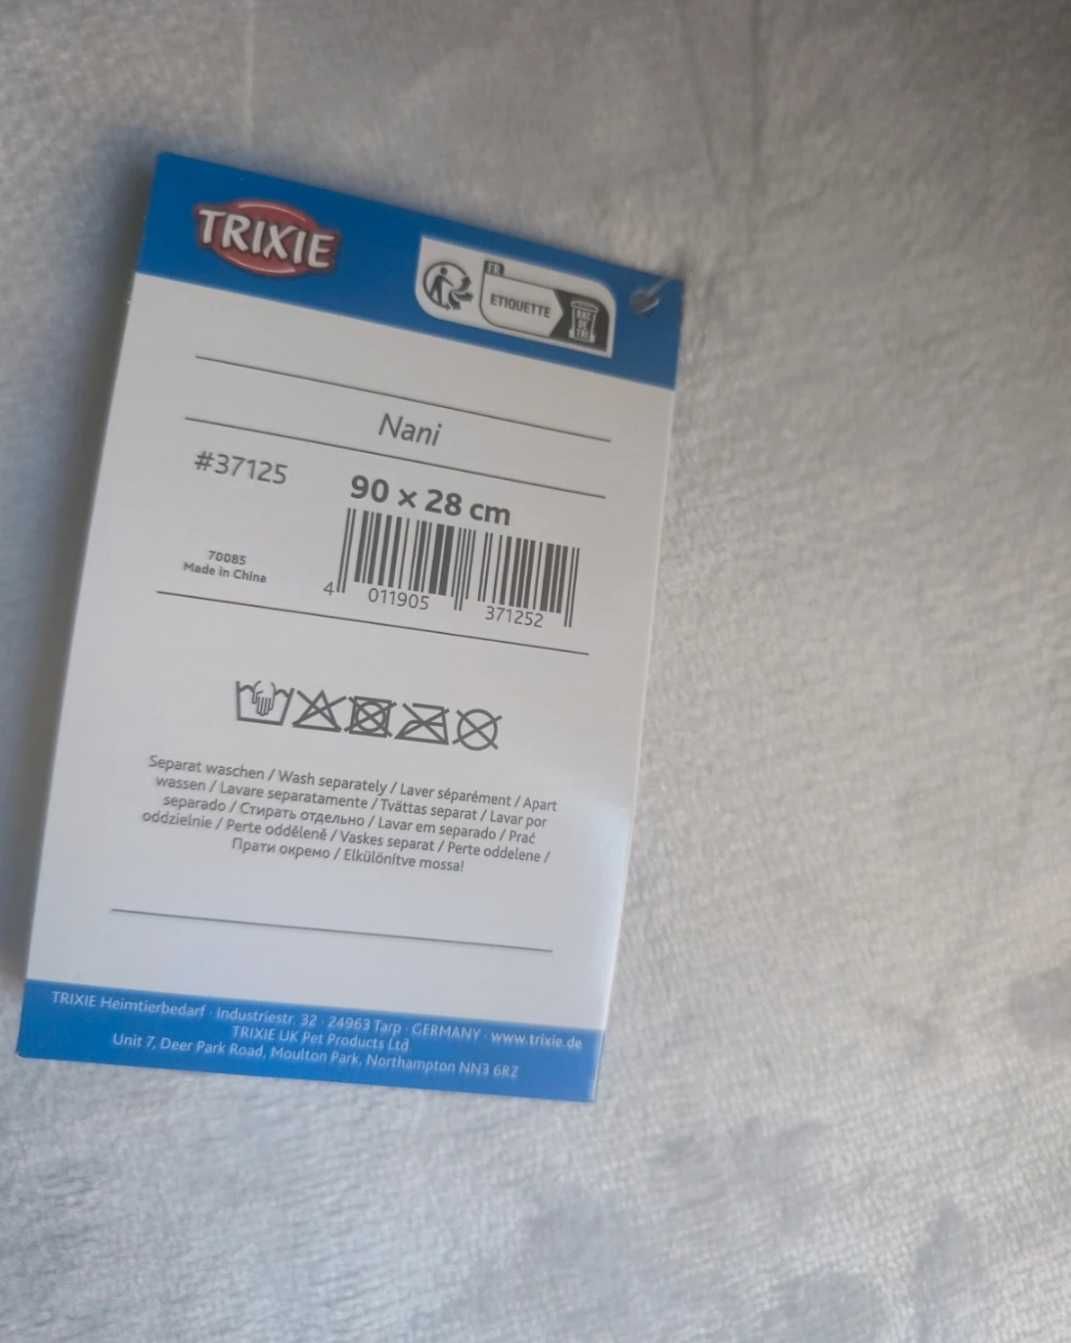 TRIXIE
FR
ETIQUETTE
BAC
DE
TRI
Nani
#37125
90 x 28 cm
70085
Made in China
4 011905 371252
Separat waschen / Wash separately / Laver séparément / Apart
wassen / Lavare separatamente / Tvättas separat / Lavar por
separado / Стирать отдельно / Lavar em separado / Prać
oddzielnie / Perte odděleně / Vaskes separat / Perte oddelene /
Прати окремо / Elkülönítve mossa!
TRIXIE Heimtierbedarf · Industriestr. 32 · 24963 Tarp · GERMANY · www.trixie.de
TRIXIE UK Pet Products Ltd
Unit 7, Deer Park Road, Moulton Park, Northampton NN3 6RZ